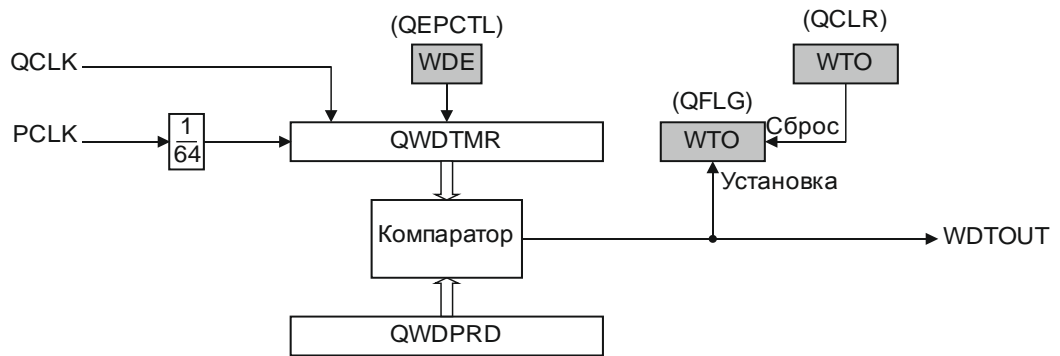 (QEPCTL)
(QCLR)
QCLK
WDE
WTO
(QFLG)
PCLK
1
64
QWDTMR
WTO
Сброс
Установка
Компаратор
WDTOUT
QWDPRD